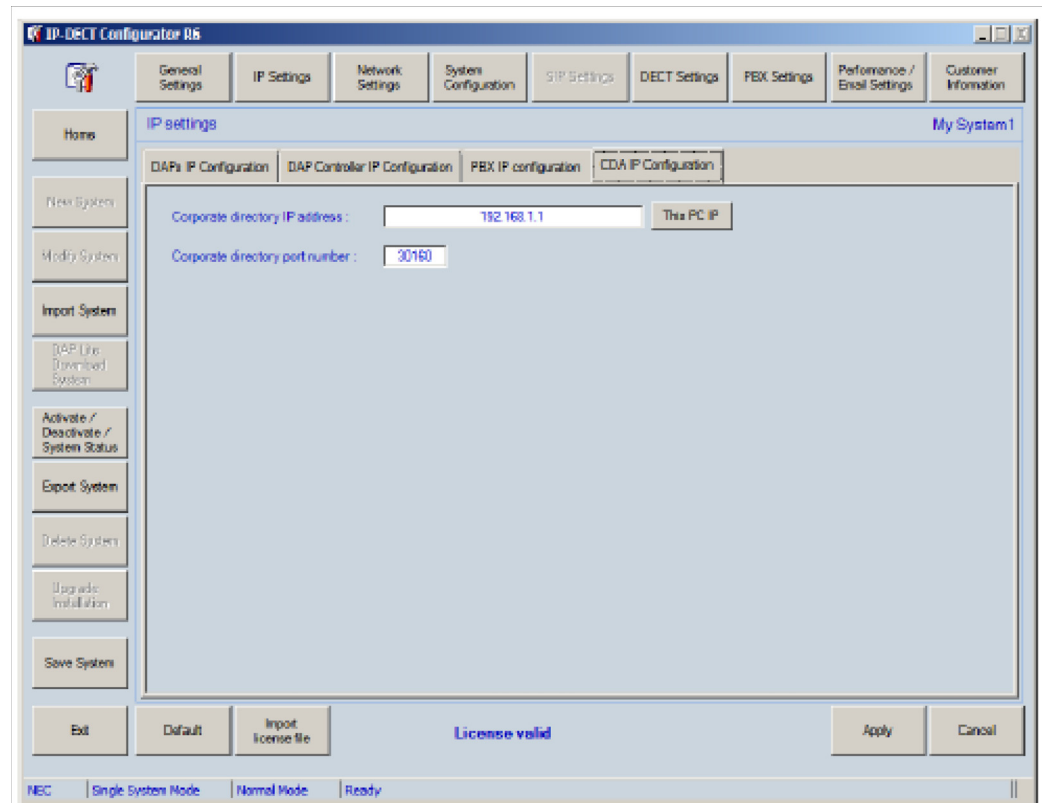 IP-DECT Configurator R6
General
Settings
IP Settings
Network
Settings
System
Configuration
SIP Settings
DECT Settings
PBX Settings
Performance /
Email Settings
Customer
Information
Home
IP settings
My System1
DAPs IP Configuration
DAP Controller IP Configuration
PBX IP configuration
CDA IP Configuration
New System
Corporate directory IP address :
192.168.1.1
This PC IP
Modify System
Corporate directory port number :
30160
Import System
DAP Lite
Download
System
Activate /
Deactivate /
System Status
Export System
Delete System
Upgrade
Installation
Save System
Exit
Default
Import
license file
License valid
Apply
Cancel
NEC
Single System Mode
Normal Mode
Ready